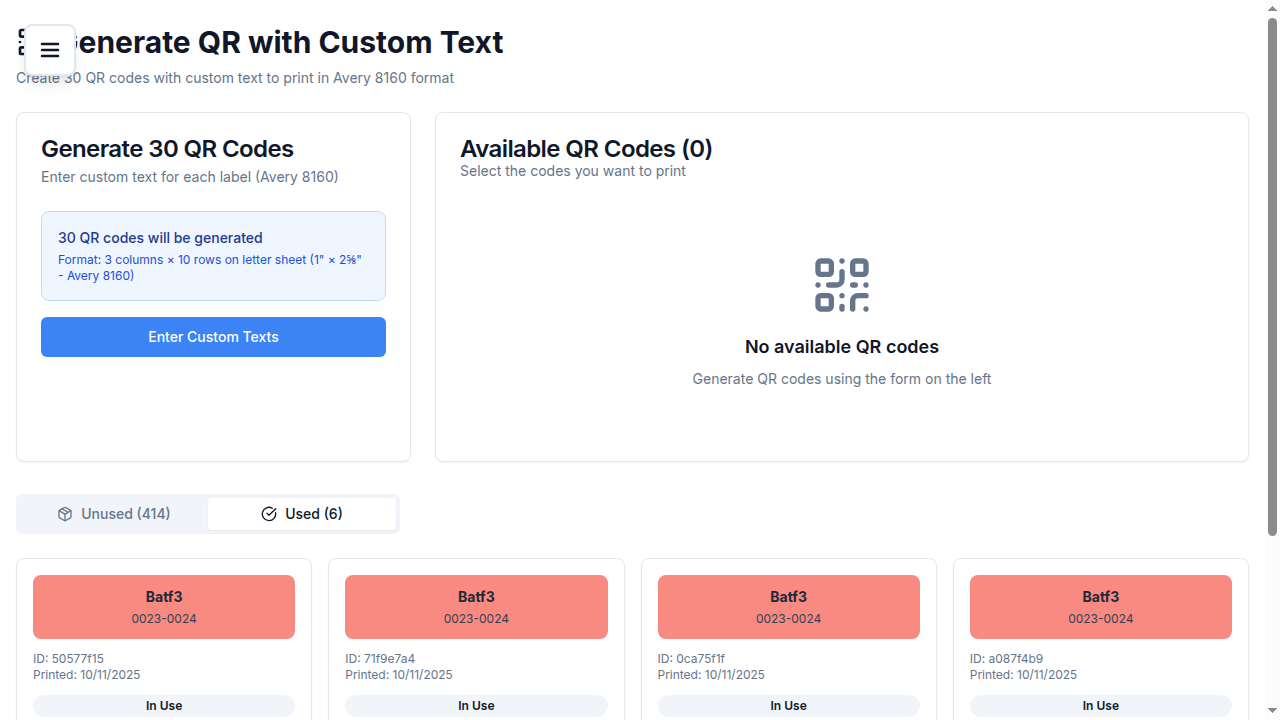 Generate QR with Custom Text
Create 30 QR codes with custom text to print in Avery 8160 format
Generate 30 QR Codes
Enter custom text for each label (Avery 8160)
30 QR codes will be generated
Format: 3 columns × 10 rows on letter sheet (1" × 2⅝"
- Avery 8160)
Enter Custom Texts
Available QR Codes (0)
Select the codes you want to print
No available QR codes
Generate QR codes using the form on the left
Unused (414)
Used (6)
Batf3
0023-0024
ID: 50577f15
Printed: 10/11/2025
In Use
Batf3
0023-0024
ID: 71f9e7a4
Printed: 10/11/2025
In Use
Batf3
0023-0024
ID: 0ca75f1f
Printed: 10/11/2025
In Use
Batf3
0023-0024
ID: a087f4b9
Printed: 10/11/2025
In Use